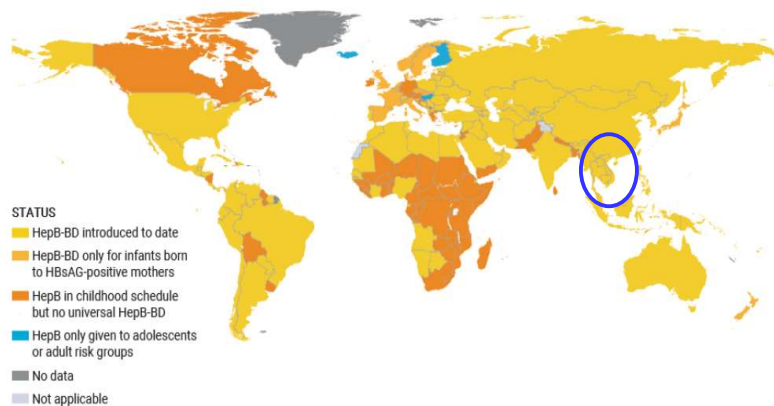 STATUS
HepB-BD introduced to date
HepB-BD only for infants born
to HBsAG-positive mothers
HepB in childhood schedule
but no universal HepB-BD
HepB only given to adolescents
or adult risk groups
No data
Not applicable